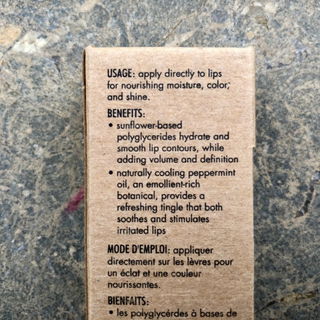 USAGE: apply directly to lips
for nourishing moisture, color,
and shine.
BENEFITS:
• sunflower-based
polyglycerides hydrate and
smooth lip contours, while
adding volume and definition
• naturally cooling peppermint
oil, an emollient-rich
botanical, provides a
refreshing tingle that both
soothes and stimulates
irritated lips
MODE D'EMPLOI: appliquer
directement sur les lèvres pour
un éclat et une couleur
nourissantes.
BIENFAITS:
• les polyglycérdes à bases de